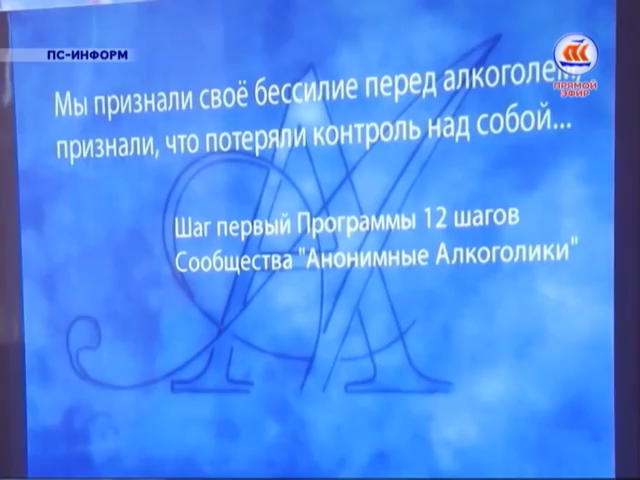 ПС-ИНФОРМ
ПРЯМОЙ
ЭФИР
Мы признали своё бессилие перед алкоголем,
признали, что потеряли контроль над собой...
Шаг первый Программы 12 шагов
Сообщества "Анонимные Алкоголики"